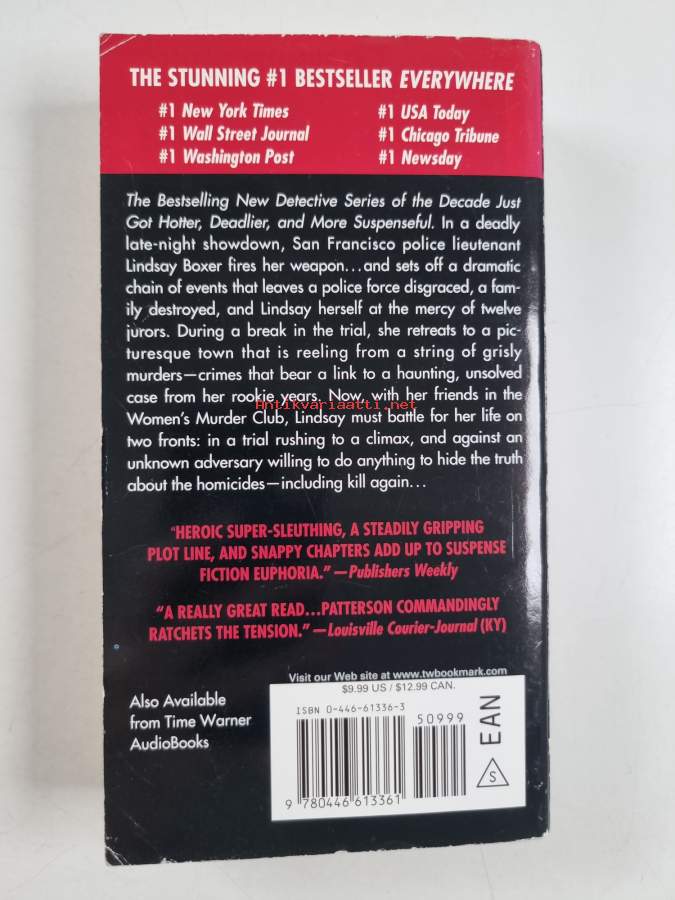 THE STUNNING #1 BESTSELLER EVERYWHERE
#1 New York Times
#1 Wall Street Journal
#1 Washington Post
#1 USA Today
#1 Chicago Tribune
#1 Newsday
The Bestselling New Detective Series of the Decade Just
Got Hotter, Deadlier, and More Suspenseful. In a deadly
late-night showdown, San Francisco police lieutenant
Lindsay Boxer fires her weapon...and sets off a dramatic
chain of events that leaves a police force disgraced, a fam-
ily destroyed, and Lindsay herself at the mercy of twelve
jurors. During a break in the trial, she retreats to a pic-
turesque town that is reeling from a string of grisly
murders—crimes that bear a link to a haunting, unsolved
case from her rookie years. Now, with her friends in the
Antikvariaatti.net
Women's Murder Club, Lindsay must battle for her life on
two fronts: in a trial rushing to a climax, and against an
unknown adversary willing to do anything to hide the truth
about the homicides—including kill again...
"HEROIC SUPER-SLEUTHING, A STEADILY GRIPPING
PLOT LINE, AND SNAPPY CHAPTERS ADD UP TO SUSPENSE
FICTION EUPHORIA." —Publishers Weekly
"A REALLY GREAT READ...PATTERSON COMMANDINGLY
RATCHETS THE TENSION." —Louisville Courier-Journal (KY)
Visit our Web site at www.twbookmark.com
$9.99 US / $12.99 CAN.
Also Available
from Time Warner
AudioBooks
ISBN 0-446-61336-3
50999
9 780446 613361
EAN
S